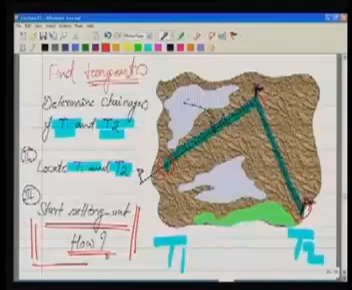 Find tangents
Determine chainages
of T1 and T2
Locate T1 and T2
Start setting-out
How ?
T1
T2